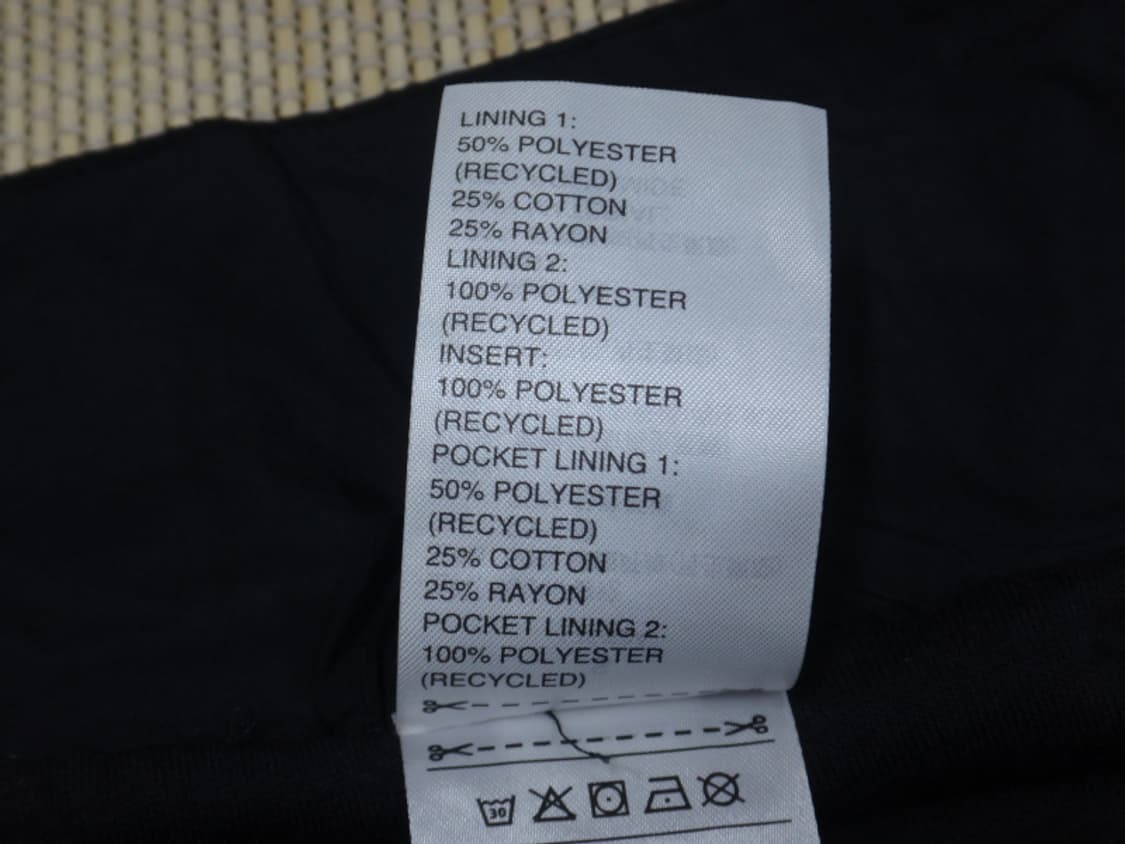 LINING 1:
50% POLYESTER
(RECYCLED)
25% COTTON
25% RAYON
LINING 2:
100% POLYESTER
(RECYCLED)
INSERT:
100% POLYESTER
(RECYCLED)
POCKET LINING 1:
50% POLYESTER
(RECYCLED)
25% COTTON
25% RAYON
POCKET LINING 2:
100% POLYESTER
(RECYCLED)
30